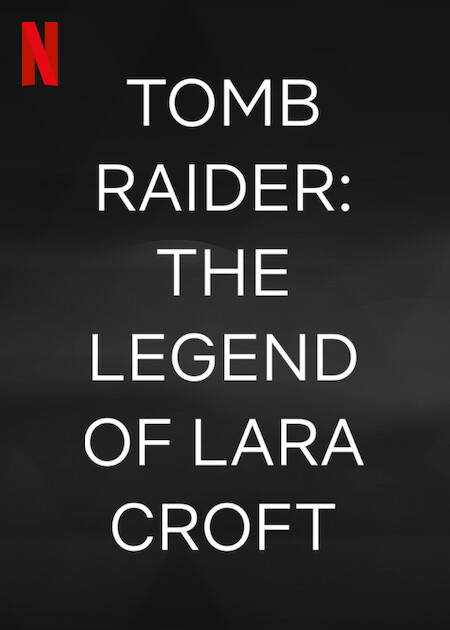 N
TOMB
RAIDER:
THE
LEGEND
OF LARA
CROFT